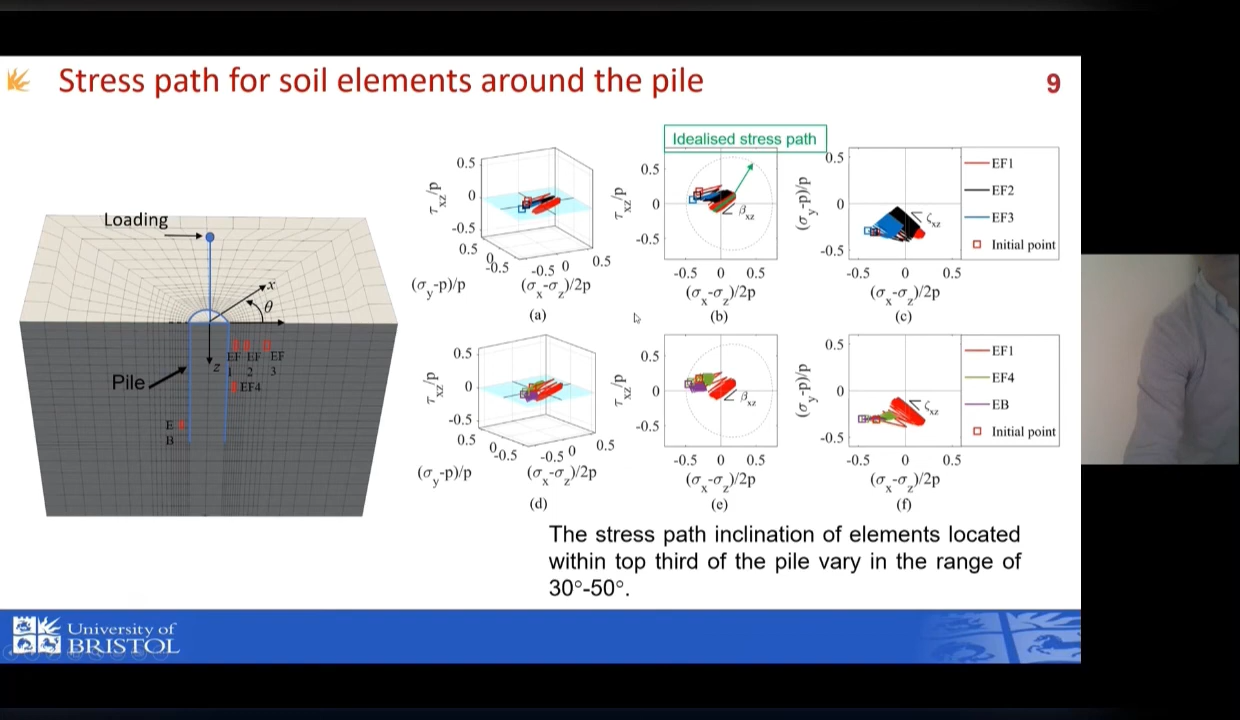 Stress path for soil elements around the pile
9
Loading
x
θ
z
Pile
EF EF EF
1 2 3
EF4
E
B
0.5
0
-0.5
τxz/p
0.5
0
-0.5
-0.5 0
0.5
(σy-p)/p
(σx-σz)/2p
(a)
Idealised stress path
0.5
0
-0.5
τxz/p
∠ βxz
-0.5 0 0.5
(σx-σz)/2p
(b)
0.5
0
-0.5
(σy-p)/p
∠ ζxz
-0.5 0 0.5
(σx-σz)/2p
(c)
EF1
EF2
EF3
Initial point
0.5
0
-0.5
τxz/p
0.5
0
-0.5
-0.5 0
0.5
(σy-p)/p
(σx-σz)/2p
(d)
0.5
0
-0.5
τxz/p
∠ βxz
-0.5 0 0.5
(σx-σz)/2p
(e)
0.5
0
-0.5
(σy-p)/p
∠ ζxz
-0.5 0 0.5
(σx-σz)/2p
(f)
EF1
EF4
EB
Initial point
The stress path inclination of elements located
within top third of the pile vary in the range of
30°-50°.
University of
BRISTOL